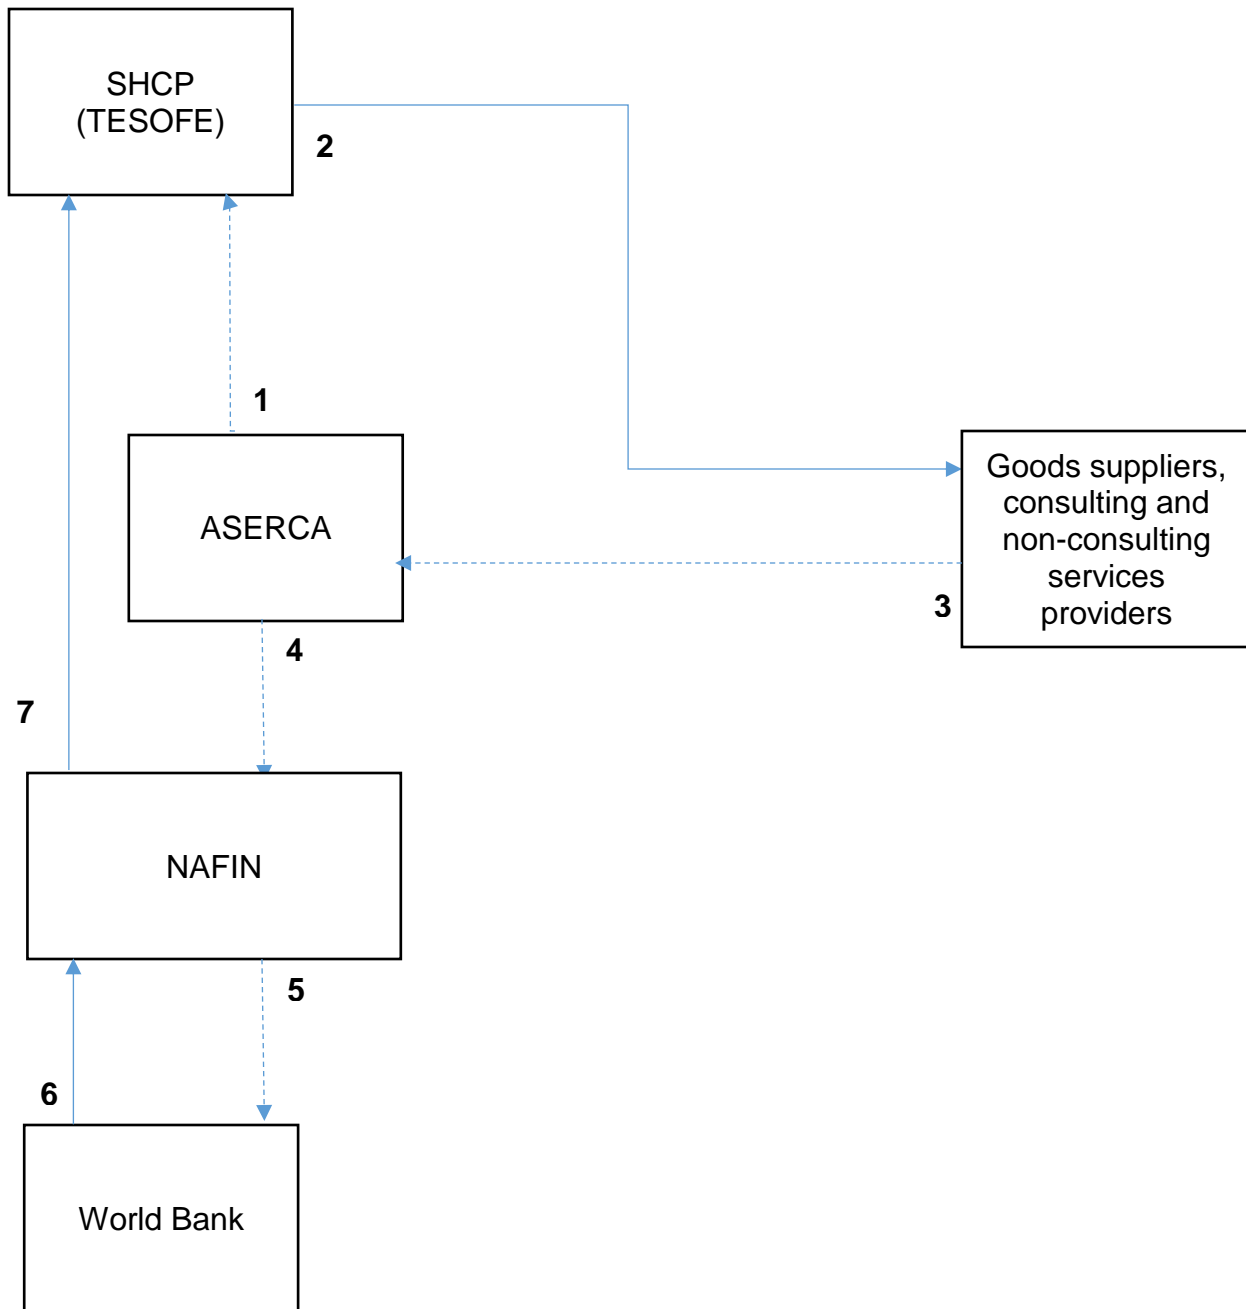 SHCP
(TESOFE)
2
1
ASERCA
Goods suppliers,
consulting and
non-consulting
services
providers
3
4
7
NAFIN
5
6
World Bank